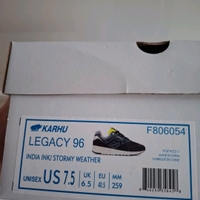 KARHU
F806054
LEGACY 96
INDIA INK/ STORMY WEATHER
UNISEX US 7.5 UK 6.5 EU 40.5 MM 259